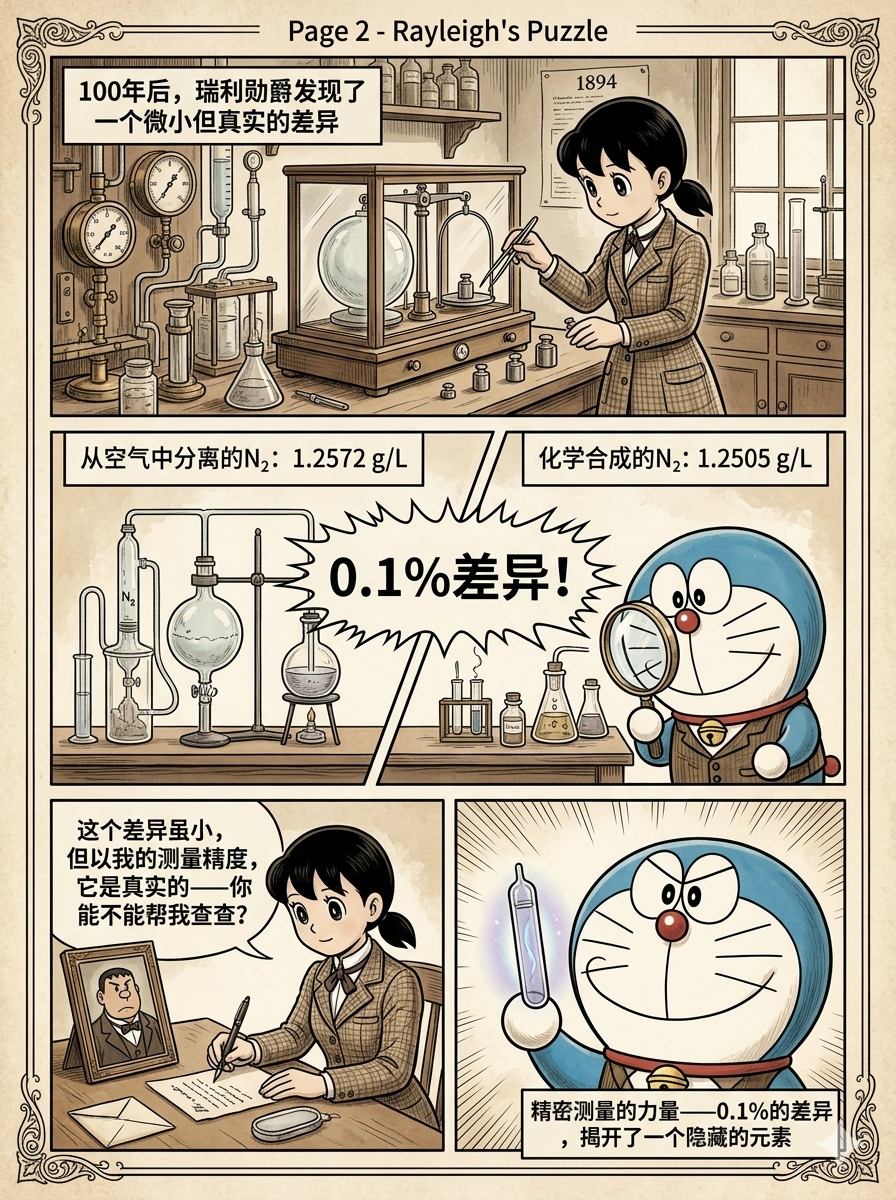 Page 2 - Rayleigh's Puzzle
100年后，瑞利勋爵发现了
一个微小但真实的差异
1894
从空气中分离的N₂：1.2572 g/L
化学合成的N₂：1.2505 g/L
0.1%差异！
N₂
这个差异虽小，
但以我的测量精度，
它是真实的——你
能不能帮我查查？
精密测量的力量——0.1%的差异
，揭开了一个隐藏的元素